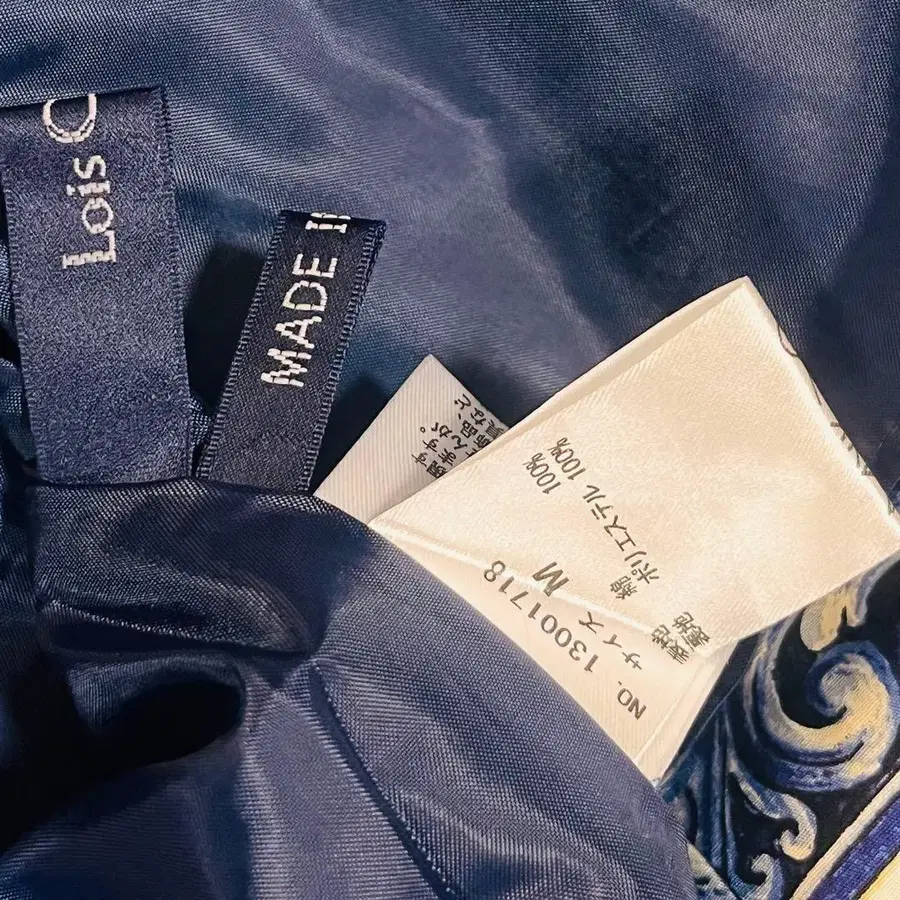 Lois C
MADE I
NO. 13001718
サイズ M
表地 綿 100%
裏地 ポリエステル 100%